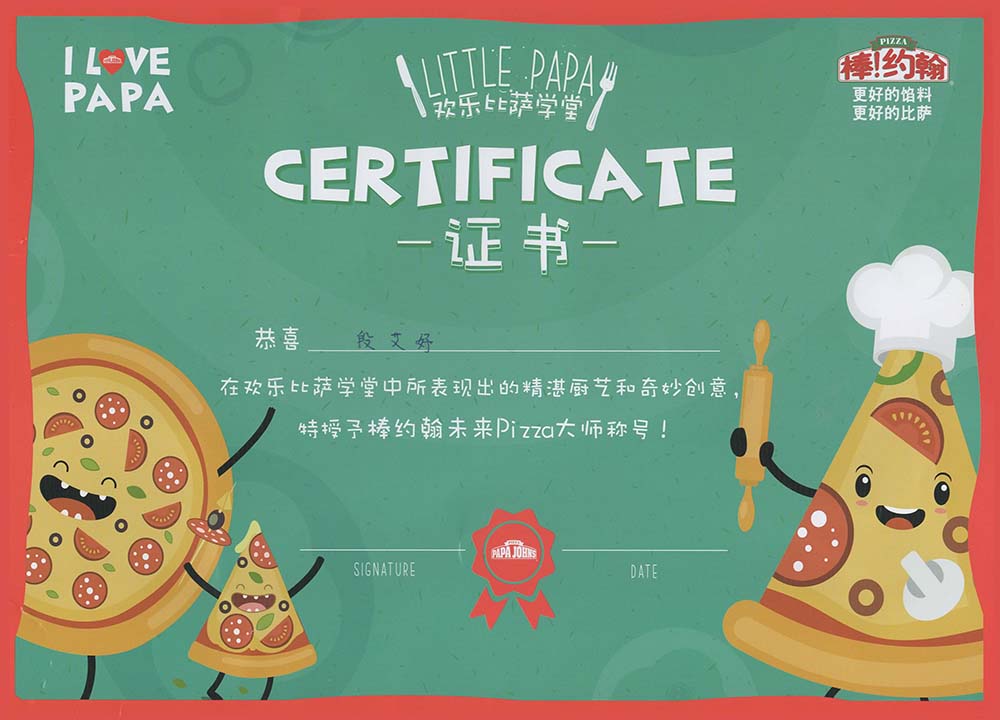 I LOVE
PAPA
LITTLE PAPA
欢乐比萨学堂
PIZZA
棒!约翰
更好的馅料
更好的比萨
CERTIFICATE
证书
恭喜 段艾妤
在欢乐比萨学堂中所表现出的精湛厨艺和奇妙创意，
特授予棒约翰未来Pizza大师称号！
PAPA JOHN'S
SIGNATURE
DATE